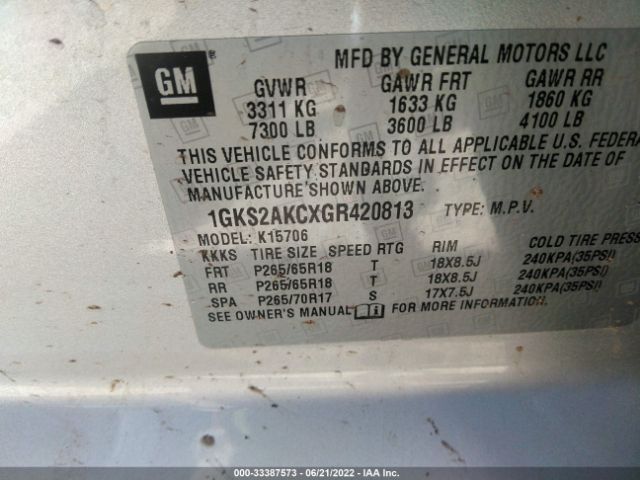 GM
MFD BY GENERAL MOTORS LLC
GVWR GAWR FRT GAWR RR
3311 KG 1633 KG 1860 KG
7300 LB 3600 LB 4100 LB
THIS VEHICLE CONFORMS TO ALL APPLICABLE U.S. FEDERA
VEHICLE SAFETY STANDARDS IN EFFECT ON THE DATE OF
MANUFACTURE SHOWN ABOVE.
1GKS2AKCXGR420813 TYPE: M.P.V.
MODEL: K15706
KKKS TIRE SIZE SPEED RTG RIM COLD TIRE PRESS
FRT P265/65R18 T 18X8.5J 240KPA(35PSI)
RR P265/65R18 T 18X8.5J 240KPA(35PSI)
SPA P265/70R17 S 17X7.5J 240KPA(35PSI)
SEE OWNER'S MANUAL i FOR MORE INFORMATION.
000-33387573 - 06/21/2022 - IAA Inc.